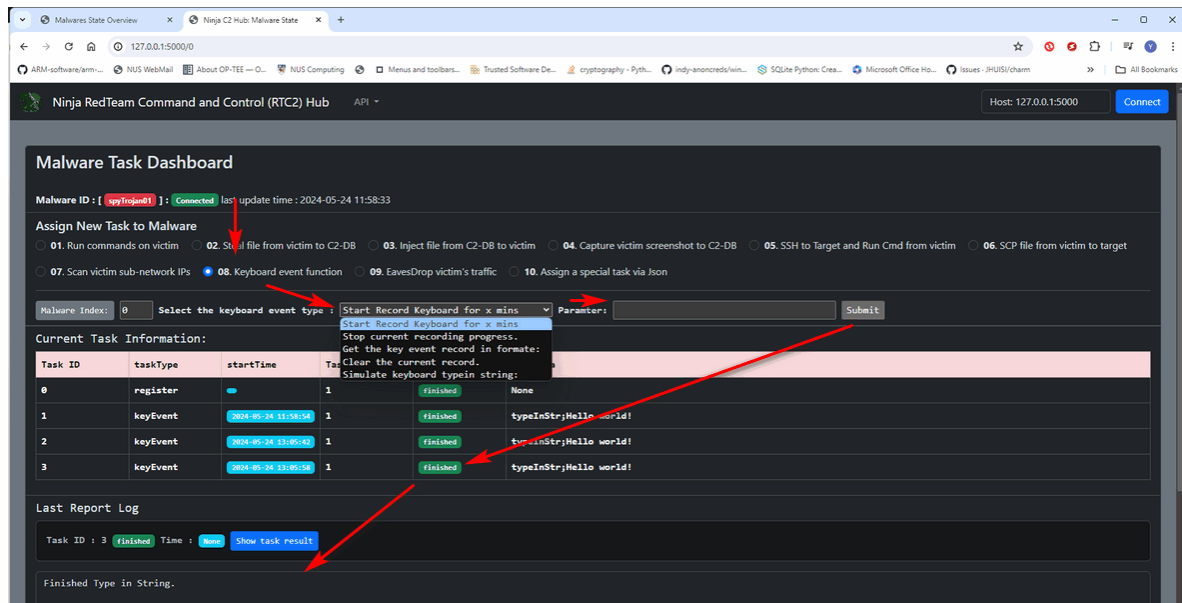 Malwares State Overview
Ninja C2 Hub: Malware State
127.0.0.1:5000/0
ARM-software/arm-...
NUS WebMail
About OP-TEE — O...
NUS Computing
Menus and toolbars...
Trusted Software De...
cryptography - Pyth...
indy-anoncreds/win...
SQLite Python: Crea...
Microsoft Office Ho...
Issues · JHUISI/charm
»
All Bookmarks
Ninja RedTeam Command and Control (RTC2) Hub
API
Host: 127.0.0.1:5000
Connect
Malware Task Dashboard
Malware ID : [ spyTrojan01 ] : Connected last update time : 2024-05-24 11:58:33
Assign New Task to Malware
01. Run commands on victim
02. Steal file from victim to C2-DB
03. Inject file from C2-DB to victim
04. Capture victim screenshot to C2-DB
05. SSH to Target and Run Cmd from victim
06. SCP file from victim to target
07. Scan victim sub-network IPs
08. Keyboard event function
09. EavesDrop victim's traffic
10. Assign a special task via Json
Malware Index: 0 Select the keyboard event type : Start Record Keyboard for x mins Paramter: Submit
Start Record Keyboard for x mins
Stop current recording progress.
Get the key event record in formate:
Clear the current record.
Simulate keyboard typein string:
Current Task Information:
Task ID taskType startTime
0 register 1 finished None
1 keyEvent 2024-05-24 11:58:54 1 finished typeInStr;Hello world!
2 keyEvent 2024-05-24 13:05:42 1 finished typeInStr;Hello world!
3 keyEvent 2024-05-24 13:05:58 1 finished typeInStr;Hello world!
Last Report Log
Task ID : 3 finished Time : None Show task result
Finished Type in String.